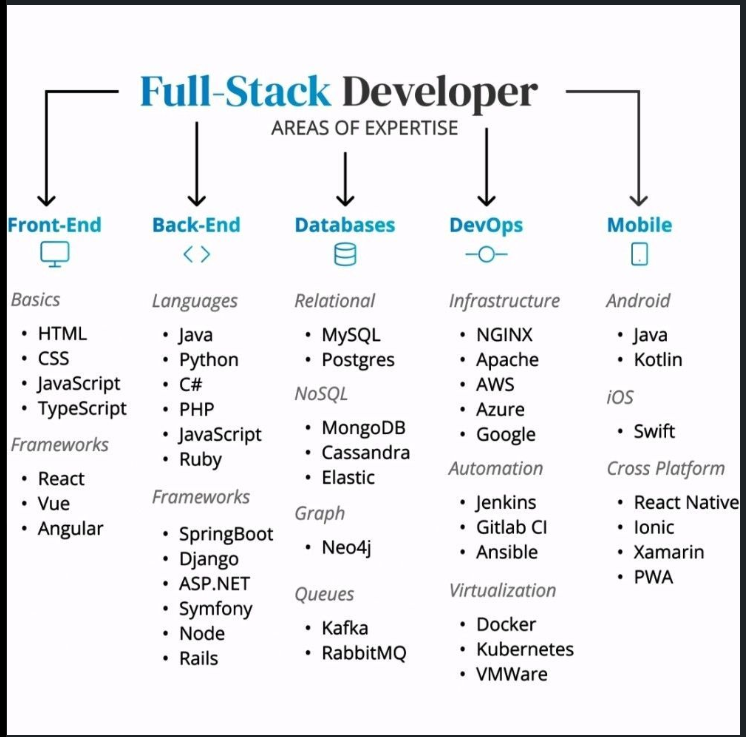 Full-Stack Developer
AREAS OF EXPERTISE
Front-End
Basics
• HTML
• CSS
• JavaScript
• TypeScript
Frameworks
• React
• Vue
• Angular
Back-End
Languages
• Java
• Python
• C#
• PHP
• JavaScript
• Ruby
Frameworks
• SpringBoot
• Django
• ASP.NET
• Symfony
• Node
• Rails
Databases
Relational
• MySQL
• Postgres
NoSQL
• MongoDB
• Cassandra
• Elastic
Graph
• Neo4j
Queues
• Kafka
• RabbitMQ
DevOps
Infrastructure
• NGINX
• Apache
• AWS
• Azure
• Google
Automation
• Jenkins
• Gitlab CI
• Ansible
Virtualization
• Docker
• Kubernetes
• VMWare
Mobile
Android
• Java
• Kotlin
iOS
• Swift
Cross Platform
• React Native
• Ionic
• Xamarin
• PWA